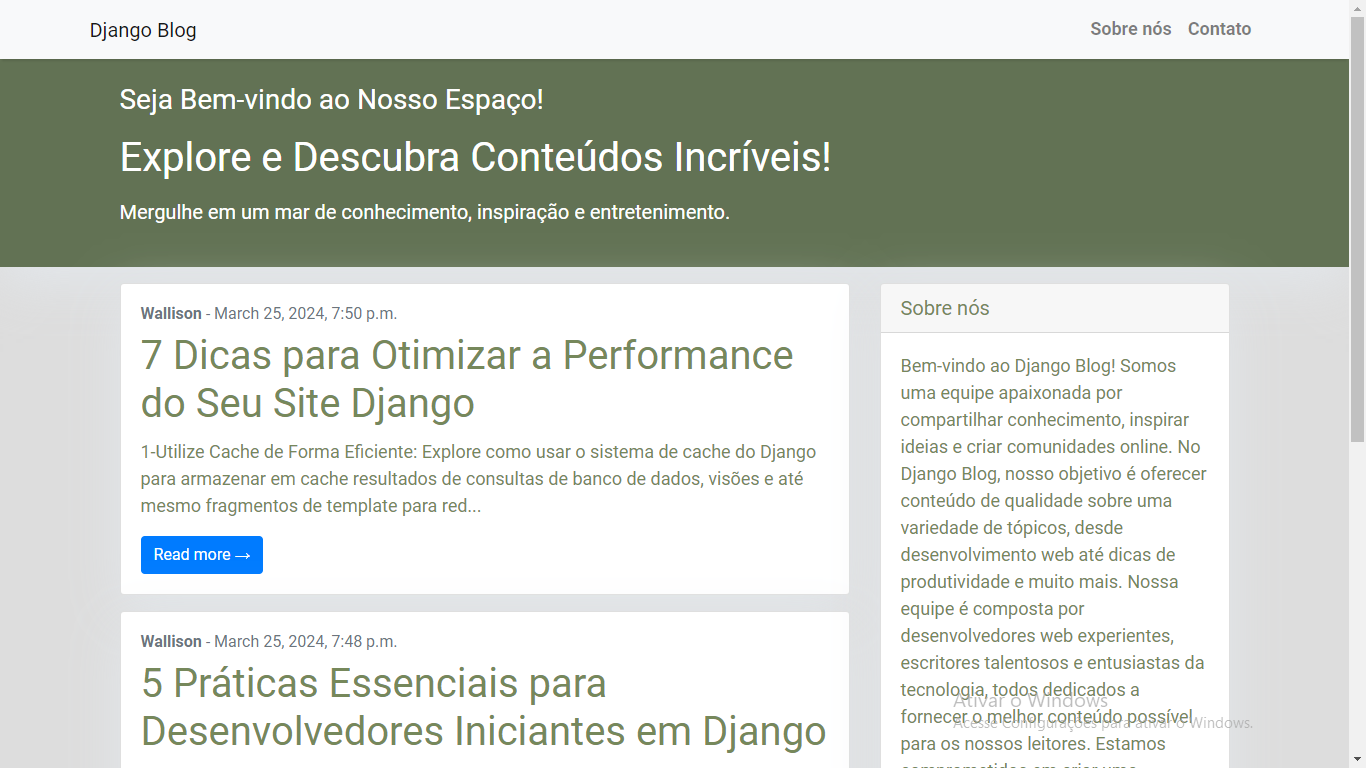 Django Blog
Sobre nós
Contato
Seja Bem-vindo ao Nosso Espaço!
Explore e Descubra Conteúdos Incríveis!
Mergulhe em um mar de conhecimento, inspiração e entretenimento.
Wallison - March 25, 2024, 7:50 p.m.
7 Dicas para Otimizar a Performance
do Seu Site Django
1-Utilize Cache de Forma Eficiente: Explore como usar o sistema de cache do Django
para armazenar em cache resultados de consultas de banco de dados, visões e até
mesmo fragmentos de template para red...
Read more →
Wallison - March 25, 2024, 7:48 p.m.
5 Práticas Essenciais para
Desenvolvedores Iniciantes em Django
Sobre nós
Bem-vindo ao Django Blog! Somos
uma equipe apaixonada por
compartilhar conhecimento, inspirar
ideias e criar comunidades online. No
Django Blog, nosso objetivo é oferecer
conteúdo de qualidade sobre uma
variedade de tópicos, desde
desenvolvimento web até dicas de
produtividade e muito mais. Nossa
equipe é composta por
desenvolvedores web experientes,
escritores talentosos e entusiastas da
tecnologia, todos dedicados a
fornecer o melhor conteúdo possível
para os nossos leitores. Estamos
comprometidos em criar uma
Ativar o Windows
Acesse Configurações para ativar o Windows.